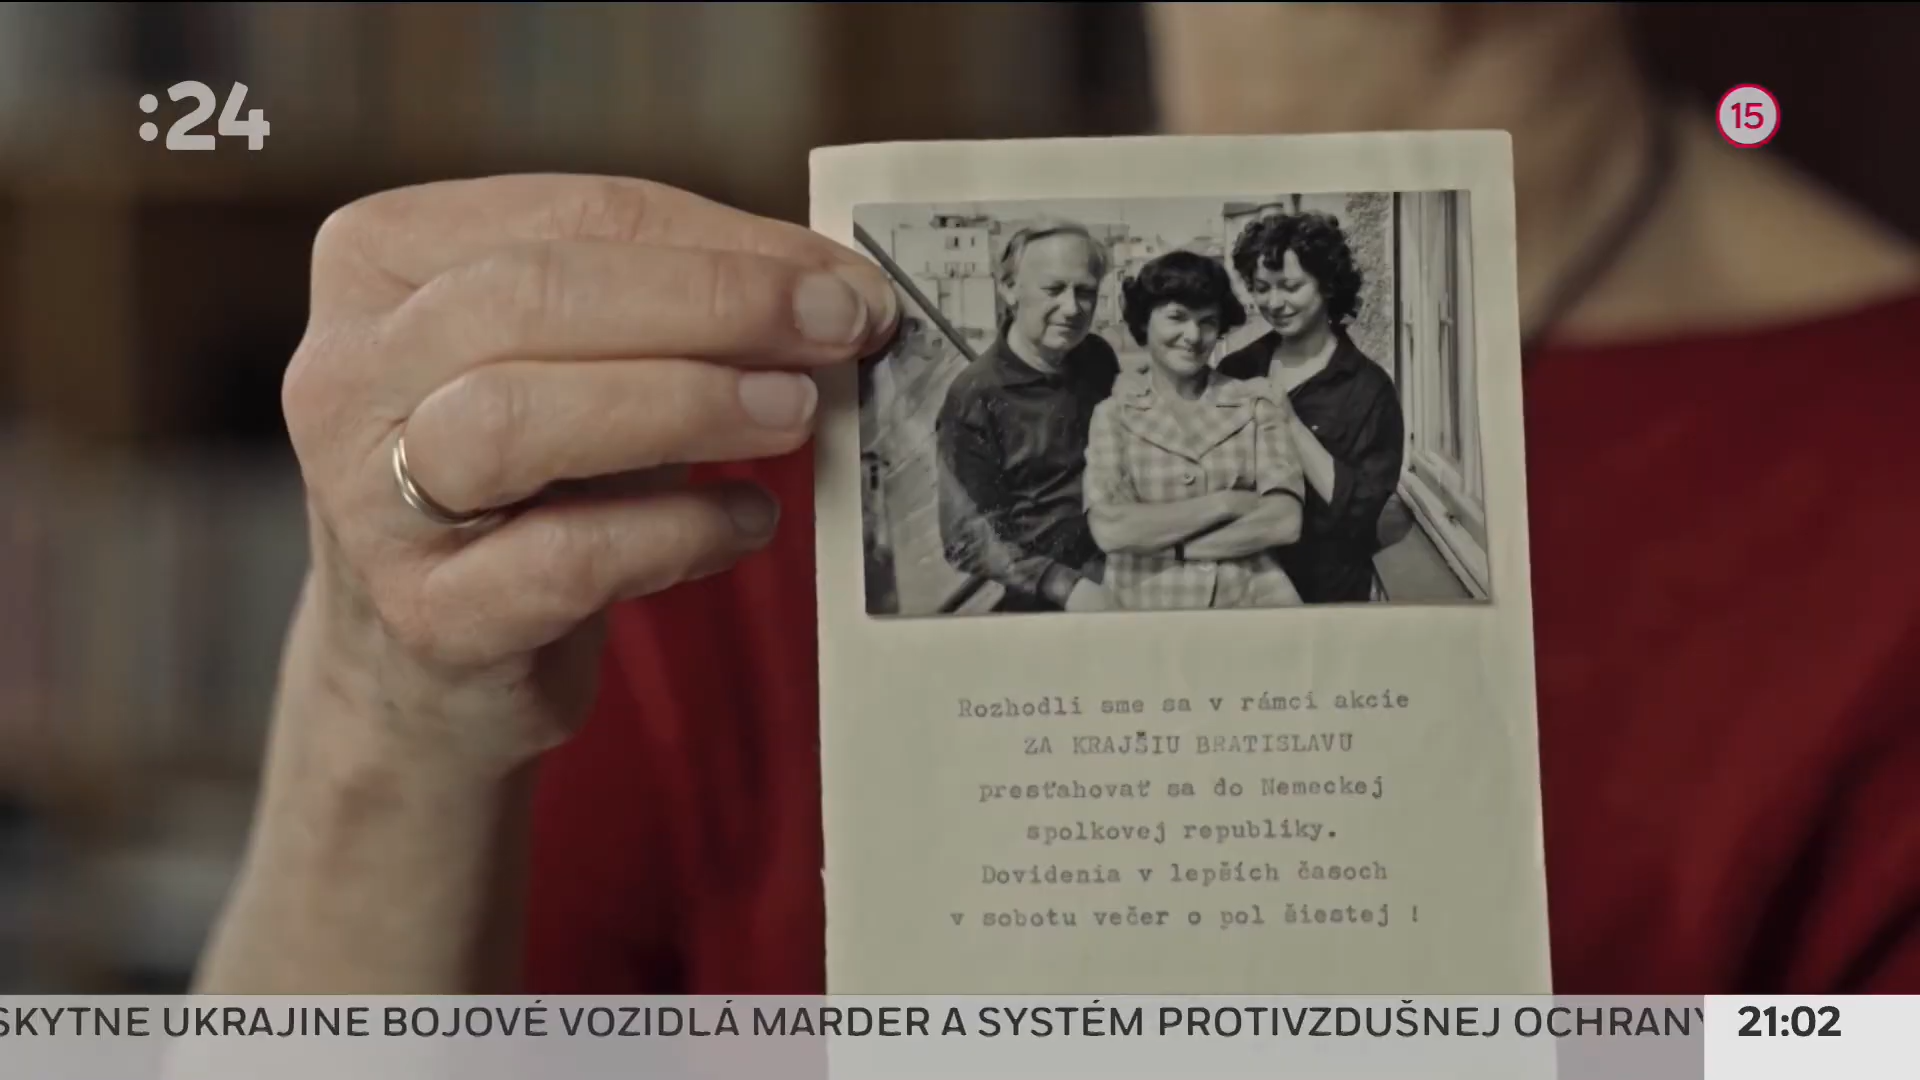 :24
15
Rozhodli sme sa v rámci akcie
ZA KRAJŠIU BRATISLAVU
presťahovať sa do Nemeckej
spolkovej republiky.
Dovidenia v lepších časoch
v sobotu večer o pol šiestej !
SKYTNE UKRAJINE BOJOVÉ VOZIDLÁ MARDER A SYSTÉM PROTIVZDUŠNEJ OCHRANY
21:02